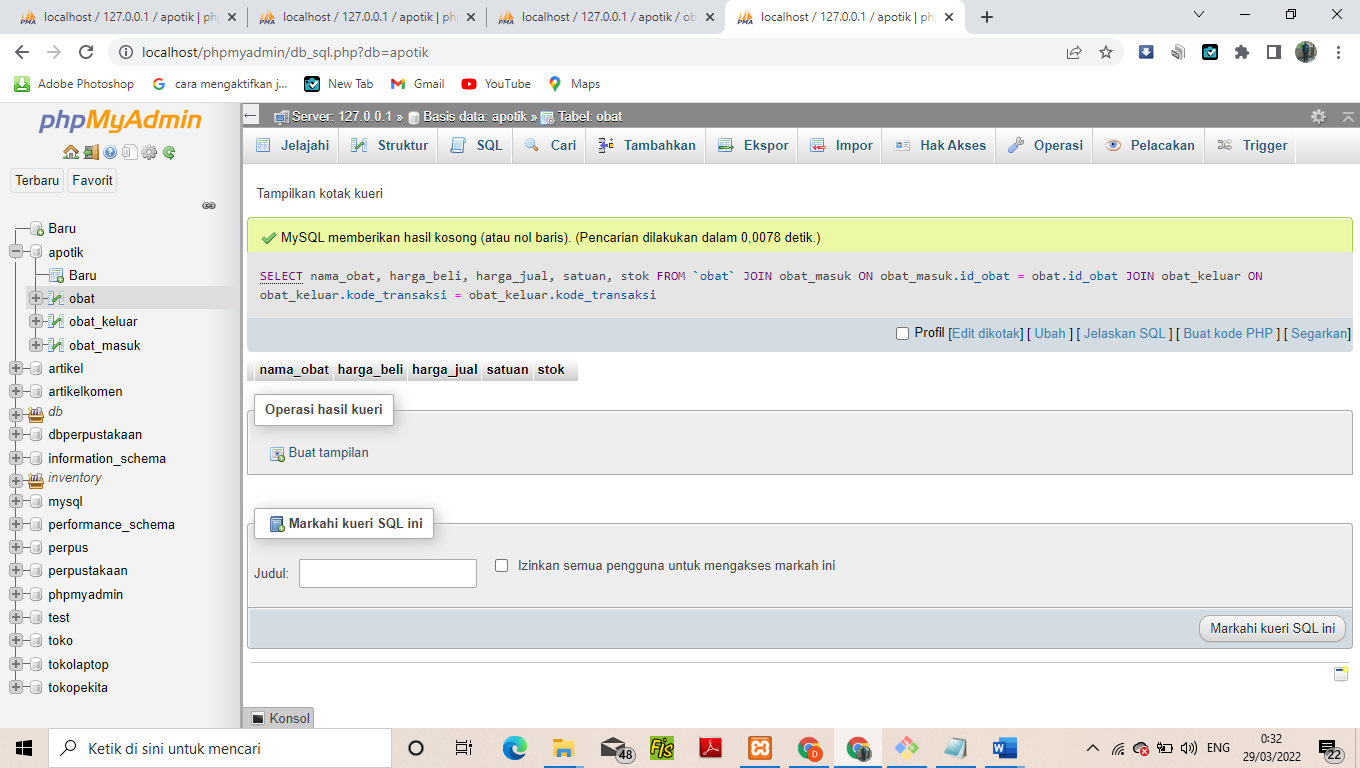 localhost / 127.0.0.1 / apotik | ph
localhost / 127.0.0.1 / apotik | ph
localhost / 127.0.0.1 / apotik / ob
localhost / 127.0.0.1 / apotik | ph
localhost/phpmyadmin/db_sql.php?db=apotik
Adobe Photoshop
cara mengaktifkan j...
New Tab
Gmail
YouTube
Maps
phpMyAdmin
Terbaru Favorit
Baru
apotik
Baru
obat
obat_keluar
obat_masuk
artikel
artikelkomen
db
dbperpustakaan
information_schema
inventory
mysql
performance_schema
perpus
perpustakaan
phpmyadmin
test
toko
tokolaptop
tokopekita
Server: 127.0.0.1 » Basis data: apotik » Tabel: obat
Jelajahi Struktur SQL Cari Tambahkan Ekspor Impor Hak Akses Operasi Pelacakan Trigger
Tampilkan kotak kueri
MySQL memberikan hasil kosong (atau nol baris). (Pencarian dilakukan dalam 0,0078 detik.)
SELECT nama_obat, harga_beli, harga_jual, satuan, stok FROM `obat` JOIN obat_masuk ON obat_masuk.id_obat = obat.id_obat JOIN obat_keluar ON
obat_keluar.kode_transaksi = obat_keluar.kode_transaksi
Profil [Edit dikotak] [ Ubah ] [ Jelaskan SQL ] [ Buat kode PHP ] [ Segarkan]
nama_obat harga_beli harga_jual satuan stok
Operasi hasil kueri
Buat tampilan
Markahi kueri SQL ini
Judul:
Izinkan semua pengguna untuk mengakses markah ini
Markahi kueri SQL ini
Konsol
Ketik di sini untuk mencari
48
Fis
D
ENG
0:32
29/03/2022
22